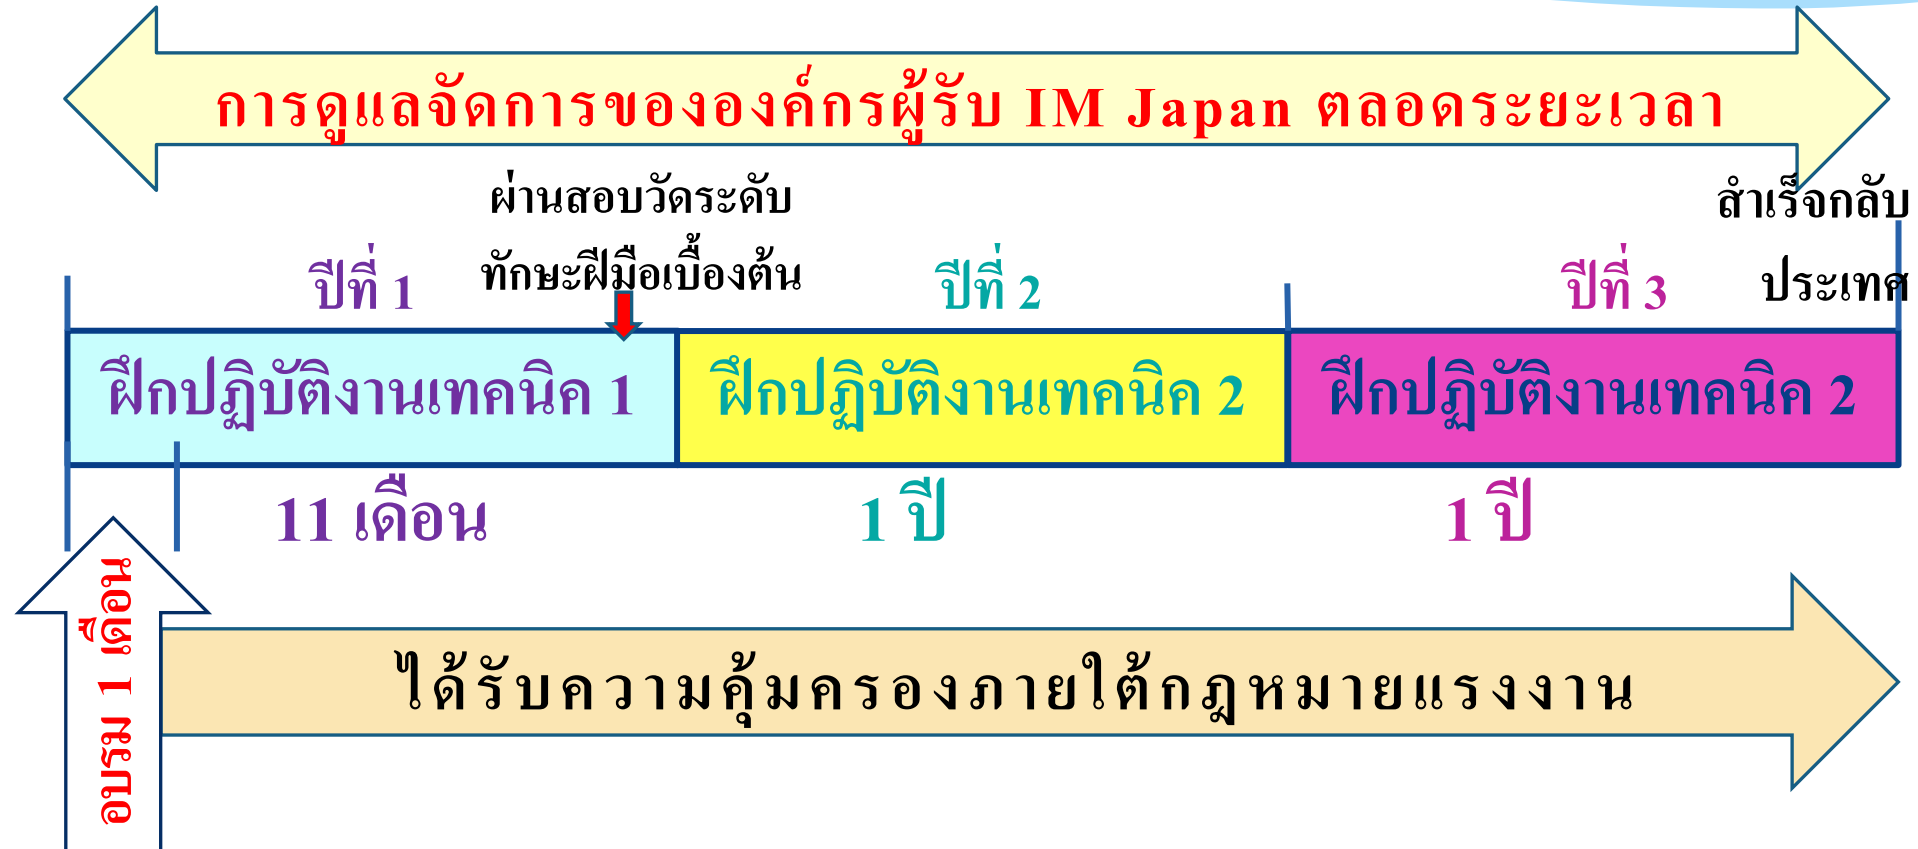 การดูแลจัดการขององค์กรผู้รับ IM Japan ตลอดระยะเวลา
ผ่านสอบวัดระดับ
ทักษะฝีมือเบื้องต้น
สำเร็จกลับ
ประเทศ
ปีที่ 1
ปีที่ 2
ปีที่ 3
ฝึกปฏิบัติงานเทคนิค 1
ฝึกปฏิบัติงานเทคนิค 2
ฝึกปฏิบัติงานเทคนิค 2
11 เดือน
1 ปี
1 ปี
อบรม 1 เดือน
ได้รับความคุ้มครองภายใต้กฎหมายแรงงาน